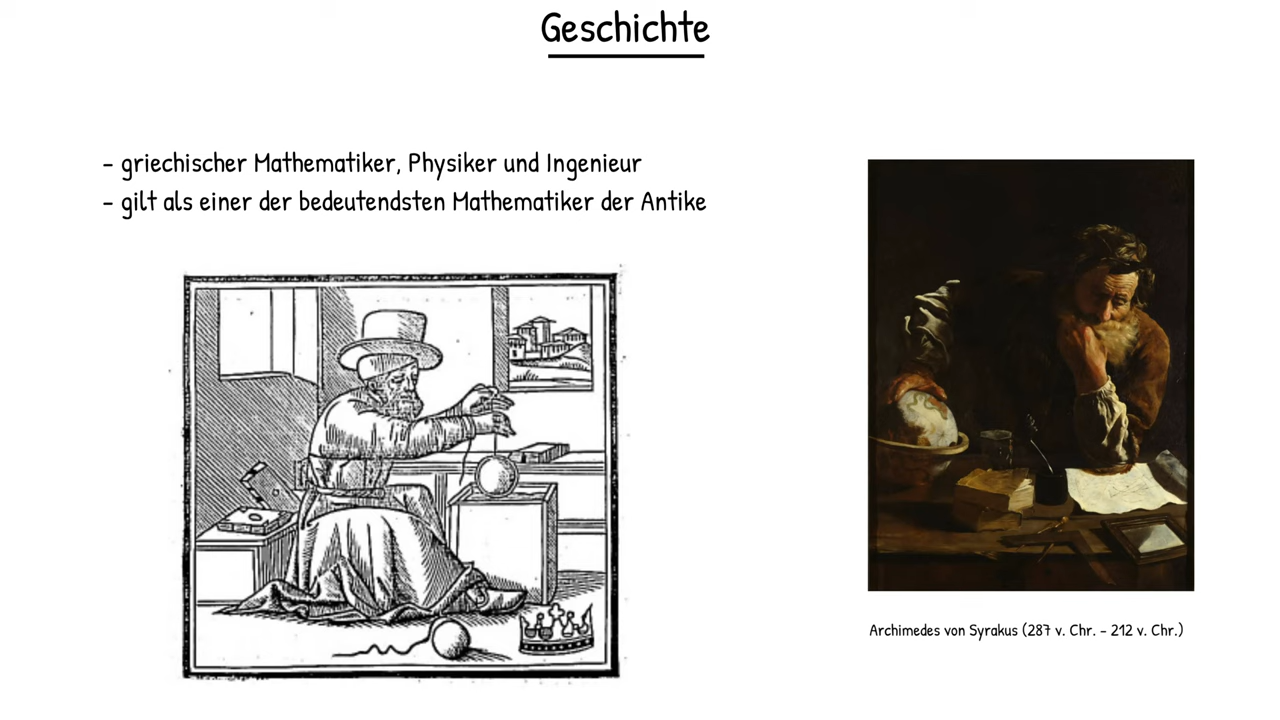 Geschichte
- griechischer Mathematiker, Physiker und Ingenieur
- gilt als einer der bedeutendsten Mathematiker der Antike
Archimedes von Syrakus (287 v. Chr. - 212 v. Chr.)